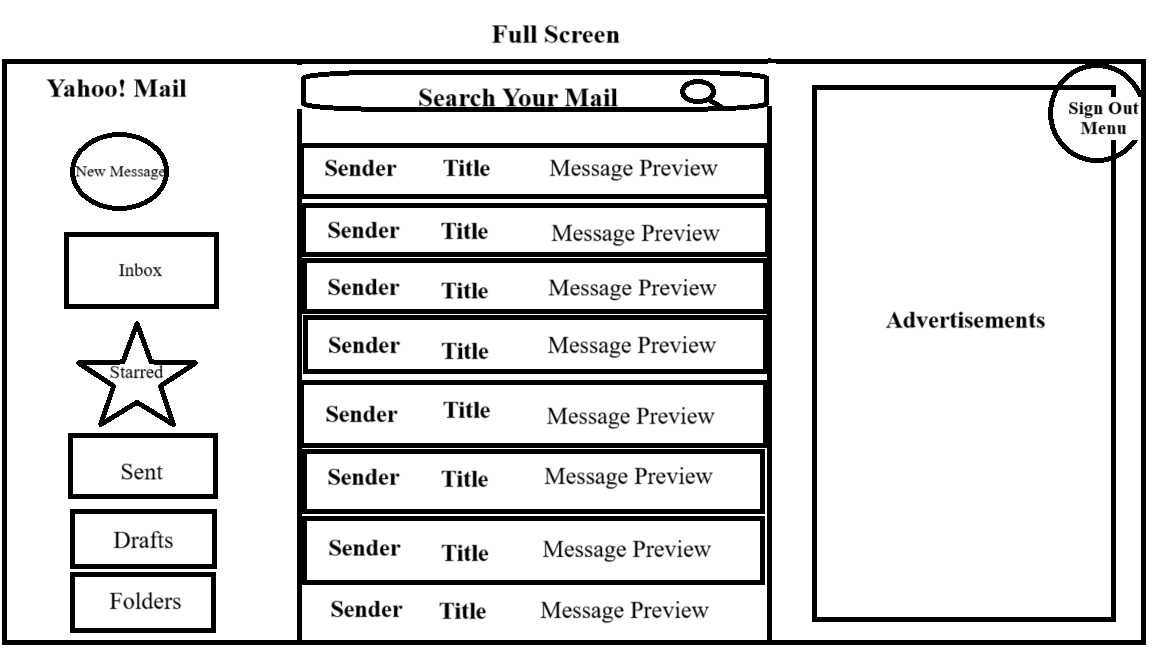 Full Screen
Yahoo! Mail
New Message
Inbox
Starred
Sent
Drafts
Folders
Search Your Mail
Sender Title Message Preview
Sender Title Message Preview
Sender Title Message Preview
Sender Title Message Preview
Sender Title Message Preview
Sender Title Message Preview
Sender Title Message Preview
Sender Title Message Preview
Sign Out
Menu
Advertisements